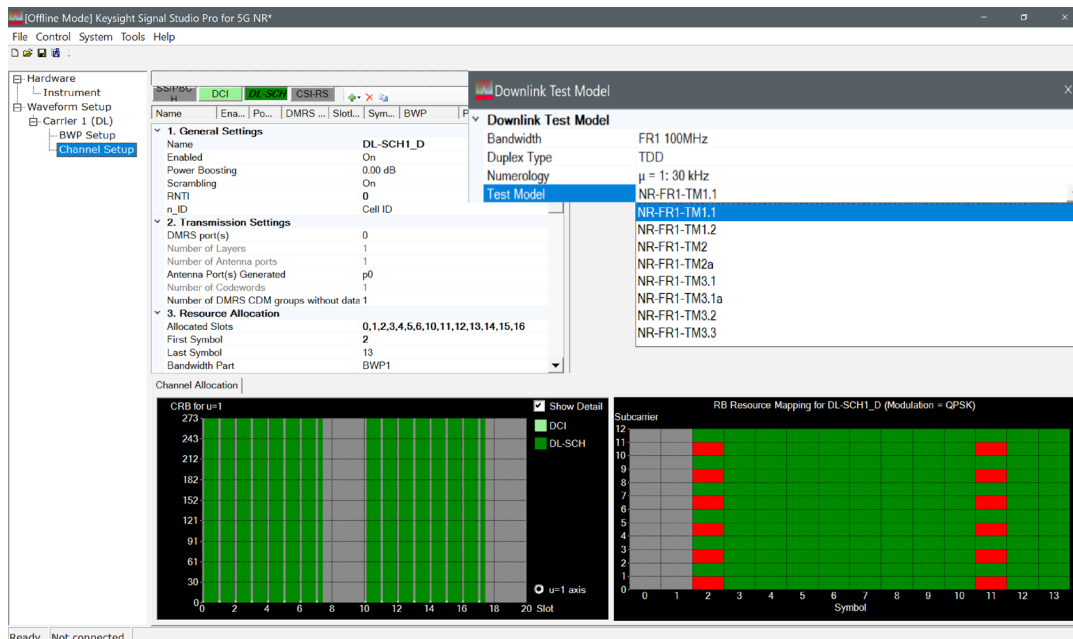 [Offline Mode] Keysight Signal Studio Pro for 5G NR*
File Control System Tools Help
Hardware
Instrument
Waveform Setup
Carrier 1 (DL)
BWP Setup
Channel Setup
SS/PBC H DCI DL-SCH CSI-RS
Name Ena... Po... DMRS ... Slotl... Sym... BWP
1. General Settings
Name DL-SCH1_D
Enabled On
Power Boosting 0.00 dB
Scrambling On
RNTI 0
n_ID Cell ID
2. Transmission Settings
DMRS port(s) 0
Number of Layers 1
Number of Antenna ports 1
Antenna Port(s) Generated p0
Number of Codewords 1
Number of DMRS CDM groups without data 1
3. Resource Allocation
Allocated Slots 0,1,2,3,4,5,6,10,11,12,13,14,15,16
First Symbol 2
Last Symbol 13
Bandwidth Part BWP1
Downlink Test Model
Downlink Test Model
Bandwidth FR1 100MHz
Duplex Type TDD
Numerology µ = 1: 30 kHz
Test Model NR-FR1-TM1.1
NR-FR1-TM1.1
NR-FR1-TM1.2
NR-FR1-TM2
NR-FR1-TM2a
NR-FR1-TM3.1
NR-FR1-TM3.1a
NR-FR1-TM3.2
NR-FR1-TM3.3
Channel Allocation
CRB for u=1
273
243
212
182
152
121
91
61
30
0
0 2 4 6 8 10 12 14 16 18 20 Slot
Show Detail
DCI
DL-SCH
u=1 axis
RB Resource Mapping for DL-SCH1_D (Modulation = QPSK)
Subcarrier
12
11
10
9
8
7
6
5
4
3
2
1
0
0 1 2 3 4 5 6 7 8 9 10 11 12 13
Symbol
Ready Not connected